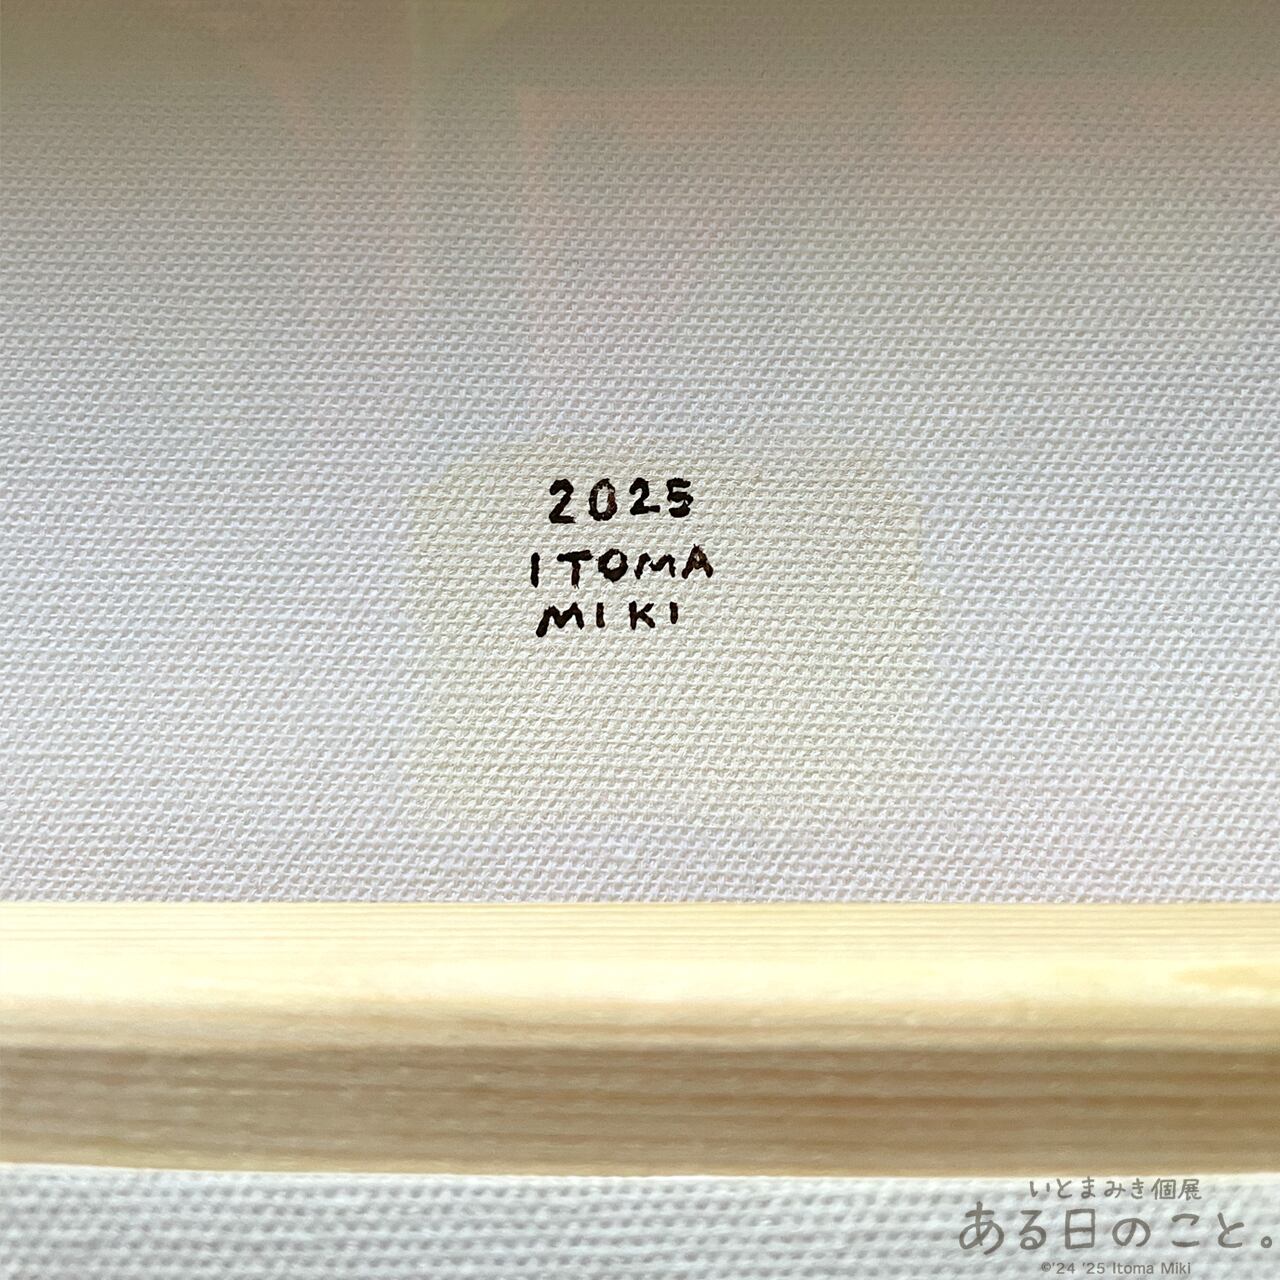 2025
ITOMA
MIKI
いとまみき個展
ある日のこと。
©'24 '25 Itoma Miki